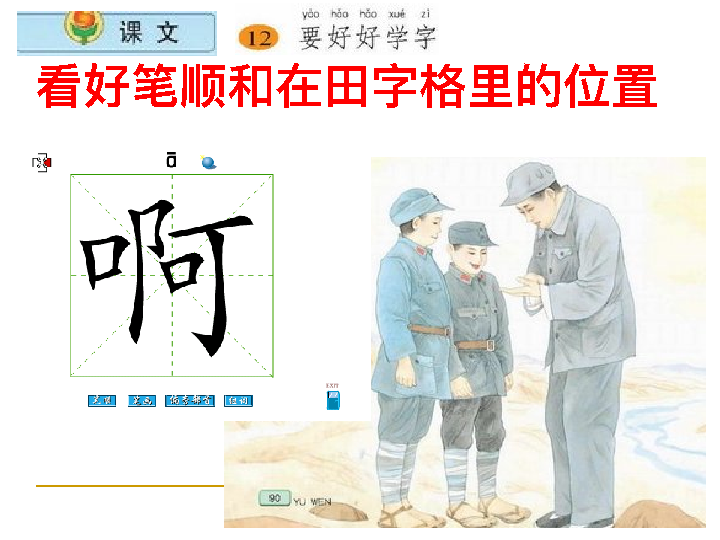 课 文
yào hǎo hǎo xué zì
12 要好好学字
看好笔顺和在田字格里的位置
ā
啊
EXIT
90 YU WEN